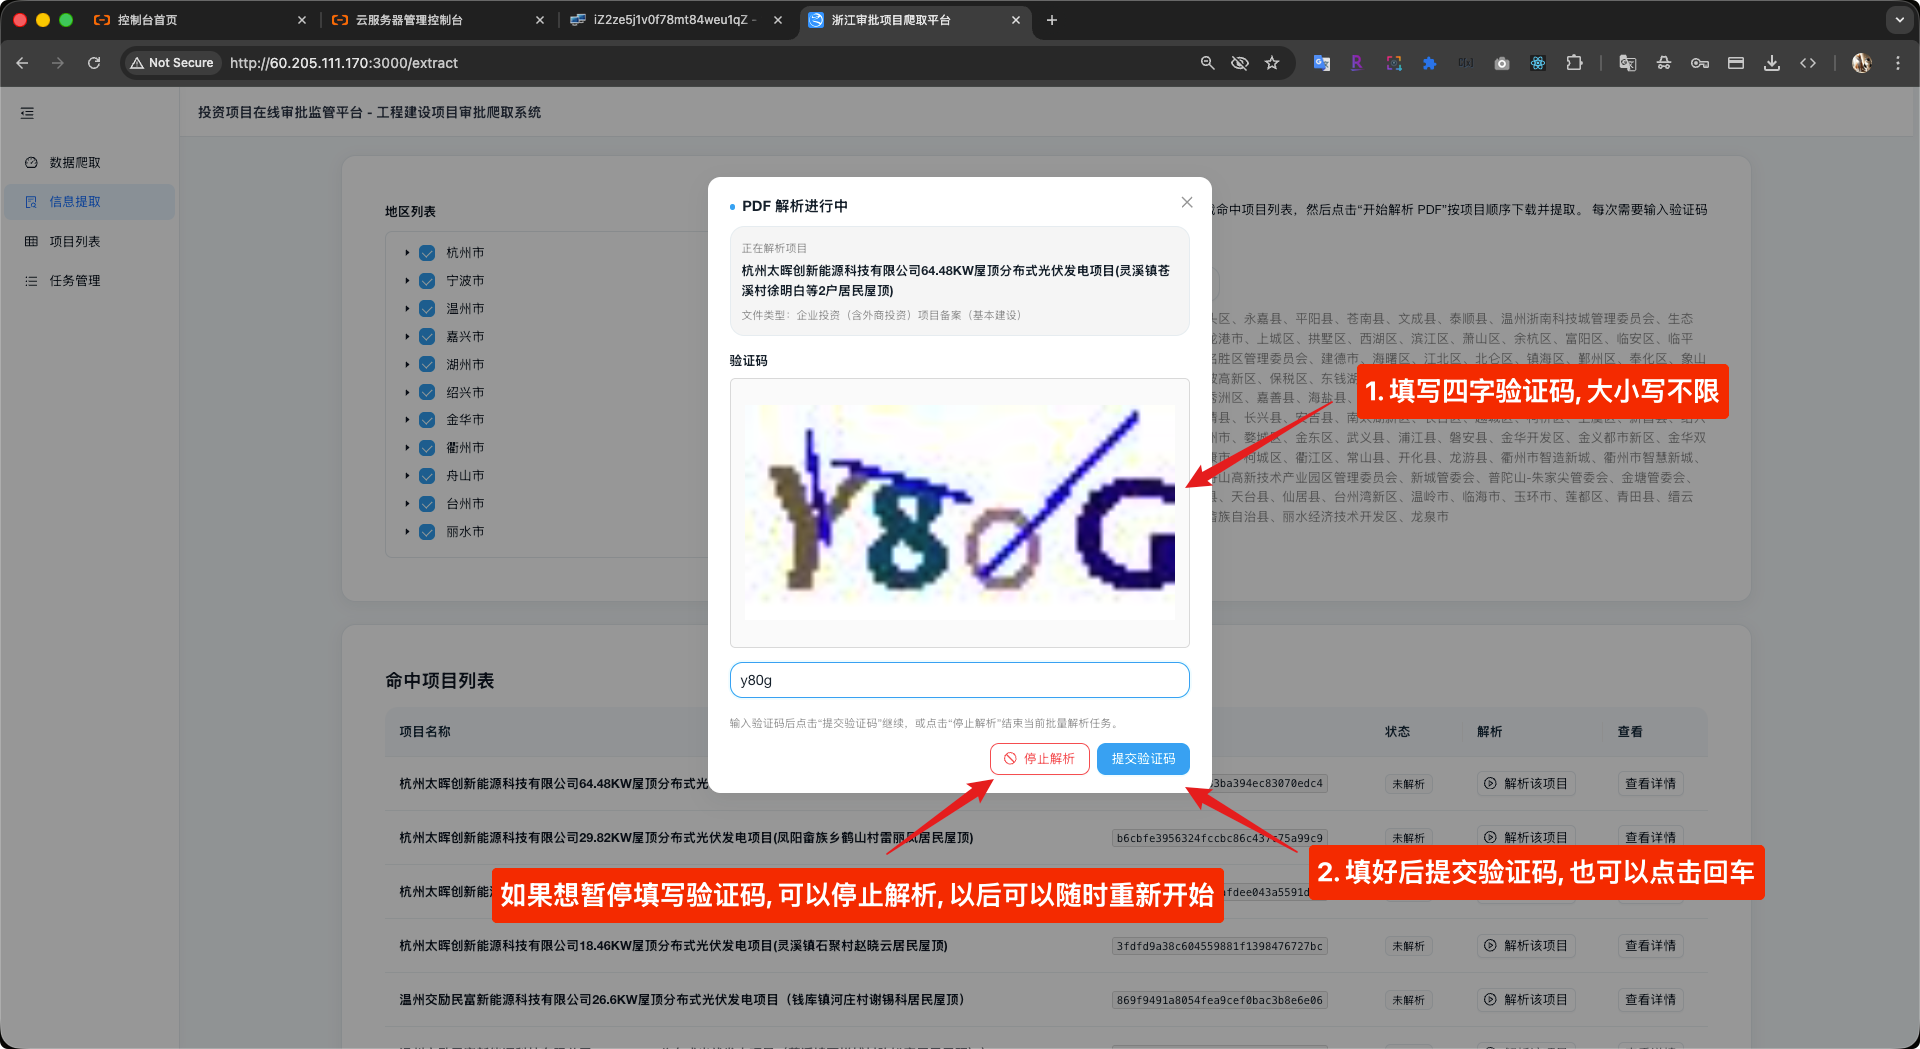 控制台首页
云服务器管理控制台
iZ2ze5j1v0f78mt84weu1qZ -
浙江审批项目爬取平台
Not Secure
http://60.205.111.170:3000/extract
投资项目在线审批监管平台 - 工程建设项目审批爬取系统
数据爬取
信息提取
项目列表
任务管理
地区列表
杭州市
宁波市
温州市
嘉兴市
湖州市
绍兴市
金华市
衢州市
舟山市
台州市
丽水市
命中项目列表，然后点击“开始解析 PDF”按项目顺序下载并提取。 每次需要输入验证码
区、永嘉县、平阳县、苍南县、文成县、泰顺县、温州浙南科技城管理委员会、生态
龙港市、上城区、拱墅区、西湖区、滨江区、萧山区、余杭区、富阳区、临安区、临平
名胜区管理委员会、建德市、海曙区、江北区、北仑区、镇海区、鄞州区、奉化区、象山
高新区、保税区、东钱湖
秀洲区、嘉善县、海盐县、
县、长兴县、安吉县、南
市、婺城区、金东区、武义县、浦江县、磐安县、金华开发区、金义都市新区、金华双
柯城区、衢江区、常山县、开化县、龙游县、衢州市智造新城、衢州市智慧新城、
山高新技术产业园区管理委员会、新城管委会、普陀山-朱家尖管委会、金塘管委会、
、天台县、仙居县、台州湾新区、温岭市、临海市、玉环市、莲都区、青田县、缙云
族自治县、丽水经济技术开发区、龙泉市
PDF 解析进行中
正在解析项目
杭州太晖创新能源科技有限公司64.48KW屋顶分布式光伏发电项目(灵溪镇苍
溪村徐明白等2户居民屋顶)
文件类型：企业投资（含外商投资）项目备案（基本建设）
验证码
Y8oG
y80g
输入验证码后点击“提交验证码”继续，或点击“停止解析”结束当前批量解析任务。
停止解析
提交验证码
1. 填写四字验证码, 大小写不限
2. 填好后提交验证码, 也可以点击回车
如果想暂停填写验证码, 可以停止解析, 以后可以随时重新开始
命中项目列表
项目名称 状态 解析 查看
杭州太晖创新能源科技有限公司64.48KW屋顶分布式光 3ba394ec83070edc4 未解析 解析该项目 查看详情
杭州太晖创新能源科技有限公司29.82KW屋顶分布式光伏发电项目(凤阳畲族乡鹤山村雷丽凤居民屋顶) 未解析 解析该项目 查看详情
杭州太晖创新能 fdee043a5591d
杭州太晖创新能源科技有限公司18.46KW屋顶分布式光伏发电项目(灵溪镇石聚村赵晓云居民屋顶) 3fdfd9a38c604559881f1398476727bc 未解析 解析该项目 查看详情
温州交励民富新能源科技有限公司26.6KW屋顶分布式光伏发电项目（钱库镇河庄村谢锡科居民屋顶） 869f9491a8054fea9cef0bac3b8e6e06 未解析 解析该项目 查看详情